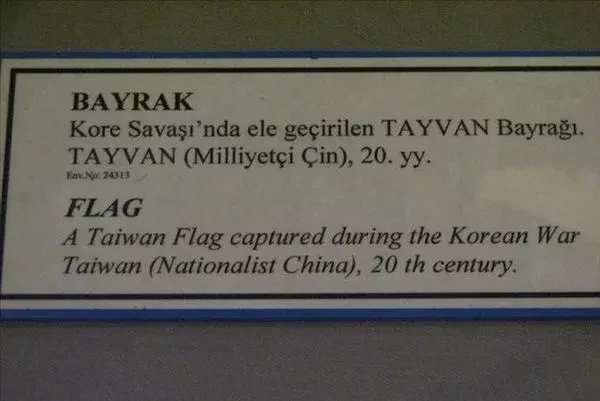 BAYRAK
Kore Savaşı'nda ele geçirilen TAYVAN Bayrağı.
TAYVAN (Milliyetçi Çin), 20. yy.
Env.No: 24313
FLAG
A Taiwan Flag captured during the Korean War
Taiwan (Nationalist China), 20 th century.